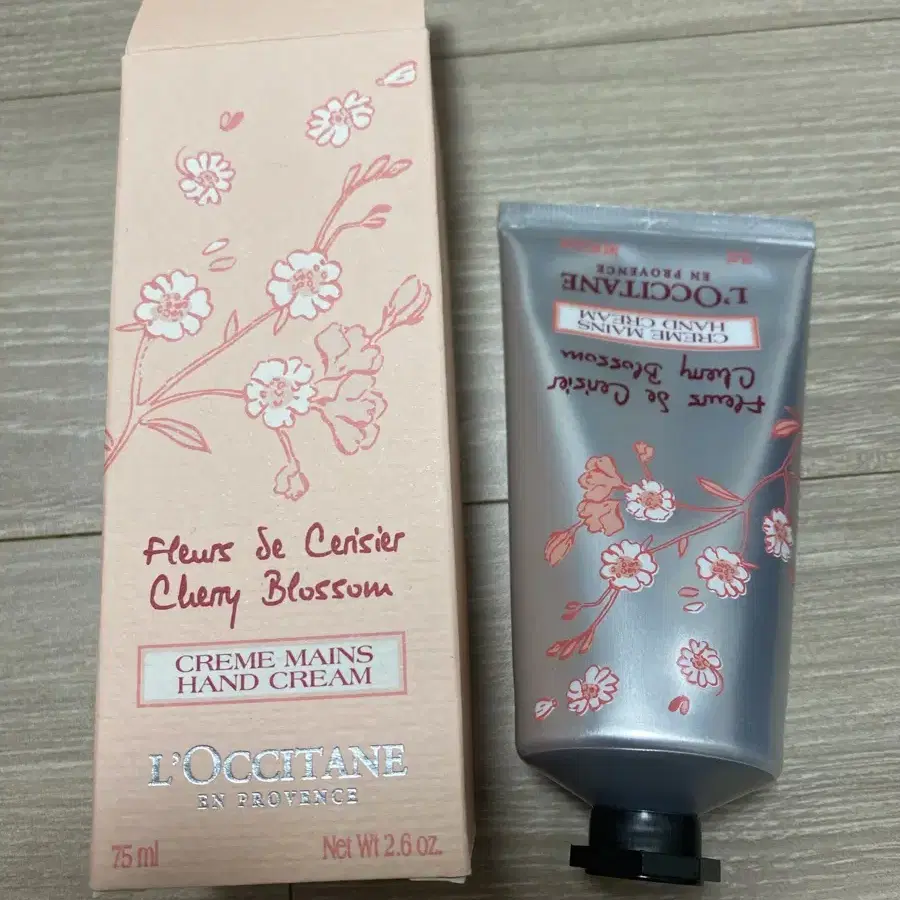 Fleurs de Cerisier
Cherry Blossom
CREME MAINS
HAND CREAM
L'OCCITANE
EN PROVENCE
75 ml
Net Wt 2.6 oz.
Fleurs de Cerisier
Cherry Blossom
CREME MAINS
HAND CREAM
L'OCCITANE
EN PROVENCE